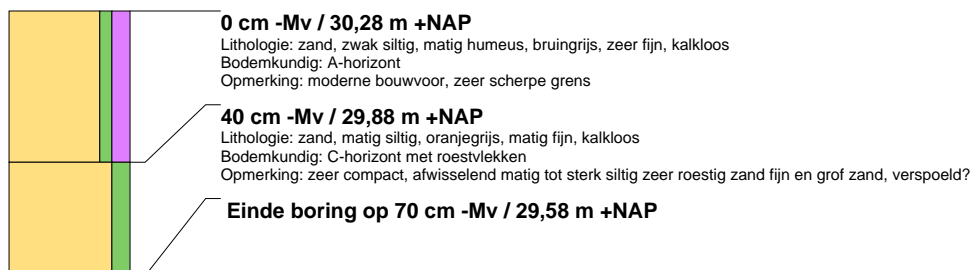 0 cm -Mv / 30,28 m +NAP
Lithologie: zand, zwak siltig, matig humeus, bruingrijs, zeer fijn, kalkloos
Bodemkundig: A-horizont
Opmerking: moderne bouwvoor, zeer scherpe grens
40 cm -Mv / 29,88 m +NAP
Lithologie: zand, matig siltig, oranjegrijs, matig fijn, kalkloos
Bodemkundig: C-horizont met roestvlekken
Opmerking: zeer compact, afwisselend matig tot sterk siltig zeer roestig zand fijn en grof zand, verspoeld?
Einde boring op 70 cm -Mv / 29,58 m +NAP